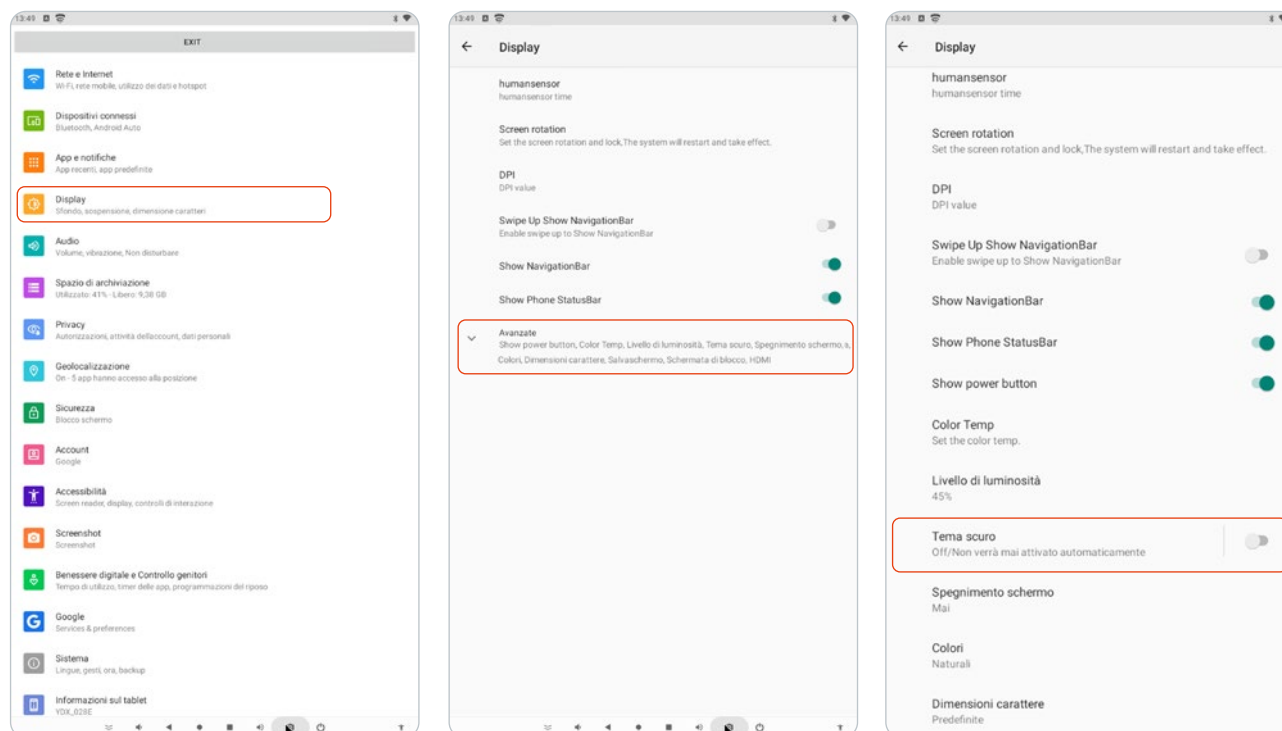 13:49
EXIT
Rete e Internet
Wi-Fi, rete mobile, utilizzo dei dati e hotspot
Dispositivi connessi
Bluetooth, Android Auto
App e notifiche
App recenti, app predefinite
Display
Sfondo, sospensione, dimensione caratteri
Audio
Volume, vibrazione, Non disturbare
Spazio di archiviazione
Utilizzato: 41% - Libero: 9,38 GB
Privacy
Autorizzazioni, attività dell'account, dati personali
Geolocalizzazione
On - 5 app hanno accesso alla posizione
Sicurezza
Blocco schermo
Account
Google
Accessibilità
Screen reader, display, controlli di interazione
Screenshot
Screenshot
Benessere digitale e Controllo genitori
Tempo di utilizzo, timer delle app, programmazioni del riposo
Google
Services & preferences
Sistema
Lingue, gesti, ora, backup
Informazioni sul tablet
YDX_028E
13:49
Display
humansensor
humansensor time
Screen rotation
Set the screen rotation and lock,The system will restart and take effect.
DPI
DPI value
Swipe Up Show NavigationBar
Enable swipe up to Show NavigationBar
Show NavigationBar
Show Phone StatusBar
Avanzate
Show power button, Color Temp, Livello di luminosità, Tema scuro, Spegnimento schermo,
Colori, Dimensioni carattere, Salvaschermo, Schermata di blocco, HDMI
13:49
Display
humansensor
humansensor time
Screen rotation
Set the screen rotation and lock,The system will restart and take effect.
DPI
DPI value
Swipe Up Show NavigationBar
Enable swipe up to Show NavigationBar
Show NavigationBar
Show Phone StatusBar
Show power button
Color Temp
Set the color temp.
Livello di luminosità
45%
Tema scuro
Off/Non verrà mai attivato automaticamente
Spegnimento schermo
Mai
Colori
Naturali
Dimensioni carattere
Predefinite